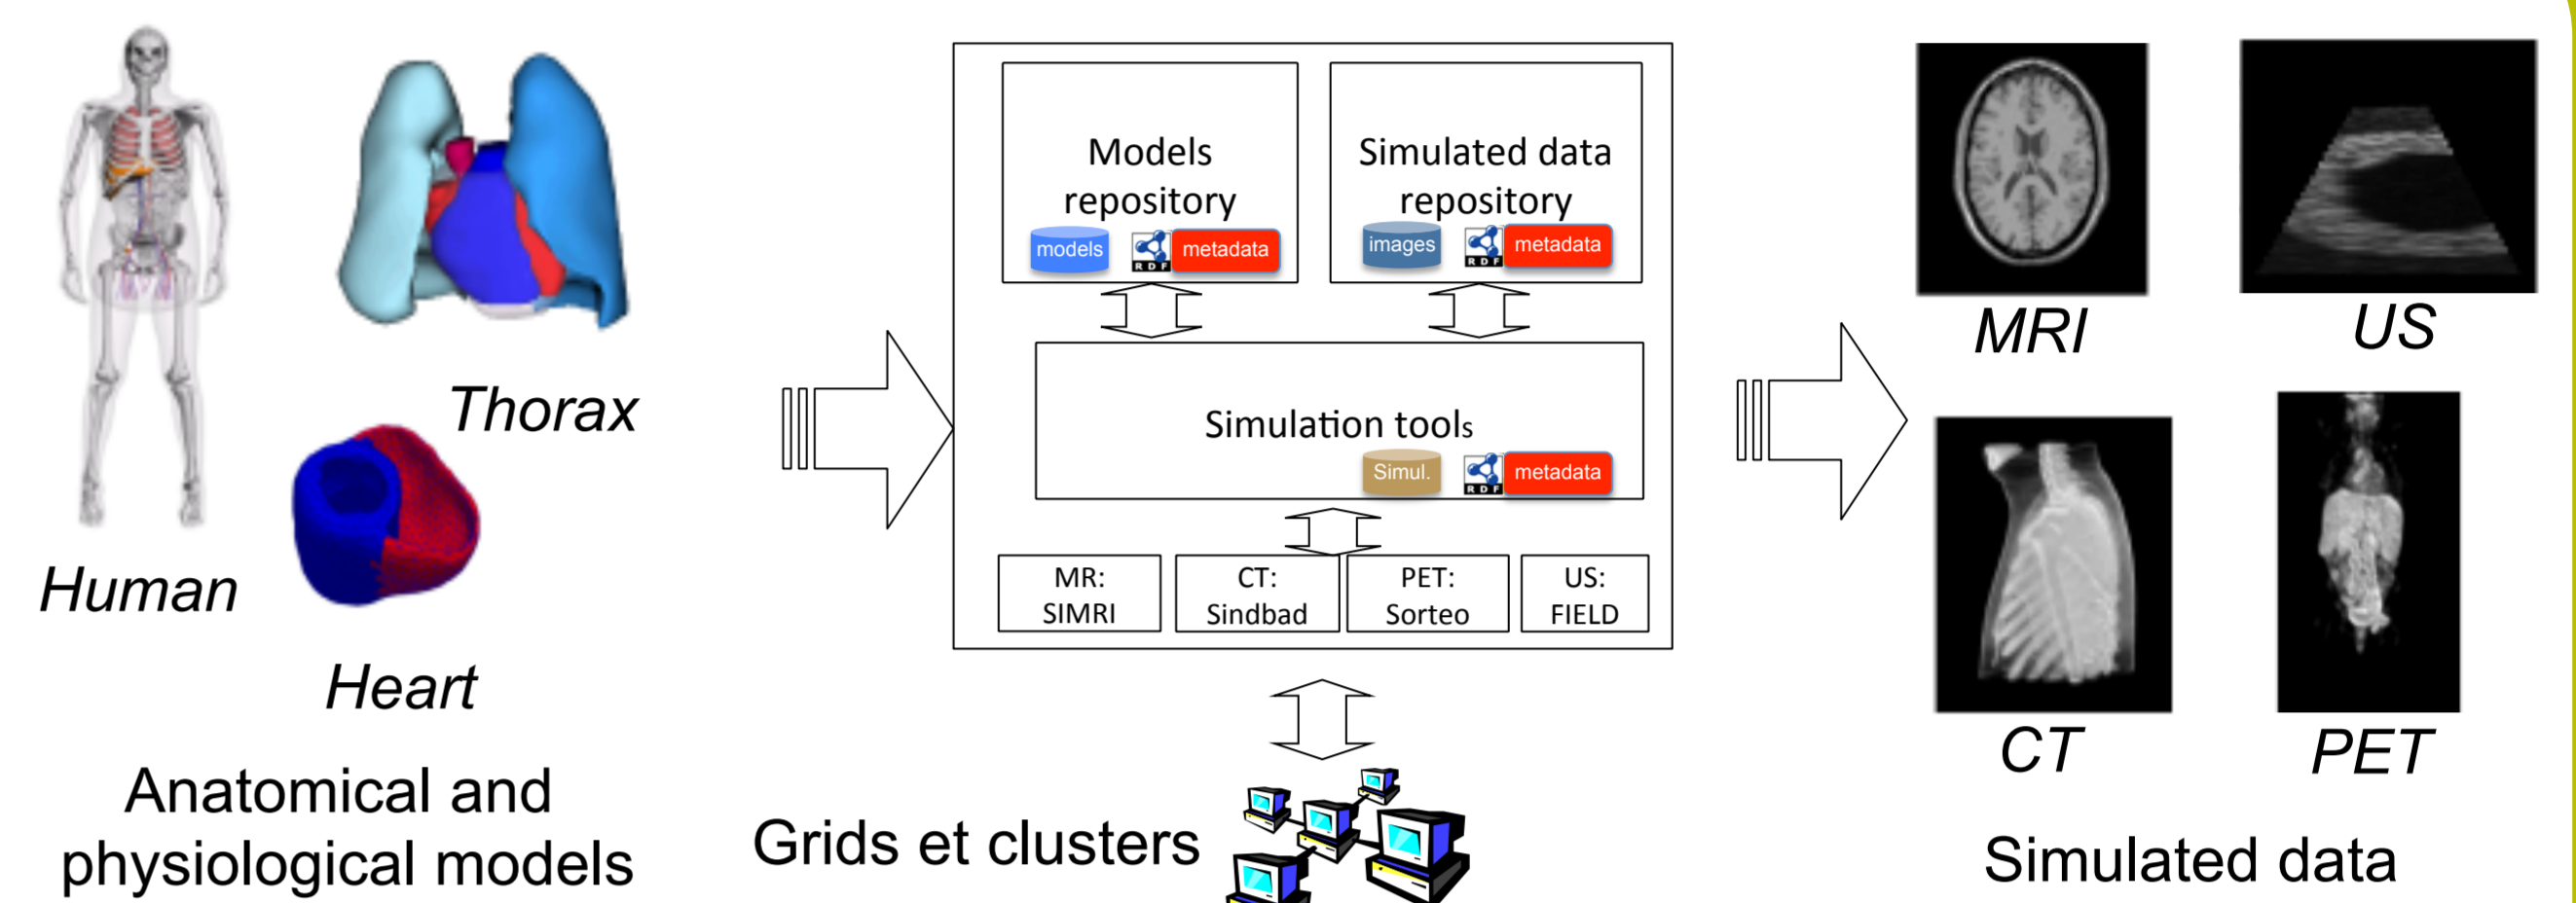 Thorax
Human
Heart
Anatomical and
physiological models
Models
repository
models
RDF
metadata
Simulated data
repository
images
RDF
metadata
Simulation tools
Simul.
RDF
metadata
MR:
SIMRI
CT:
Sindbad
PET:
Sorteo
US:
FIELD
Grids et clusters
MRI
US
CT
PET
Simulated data